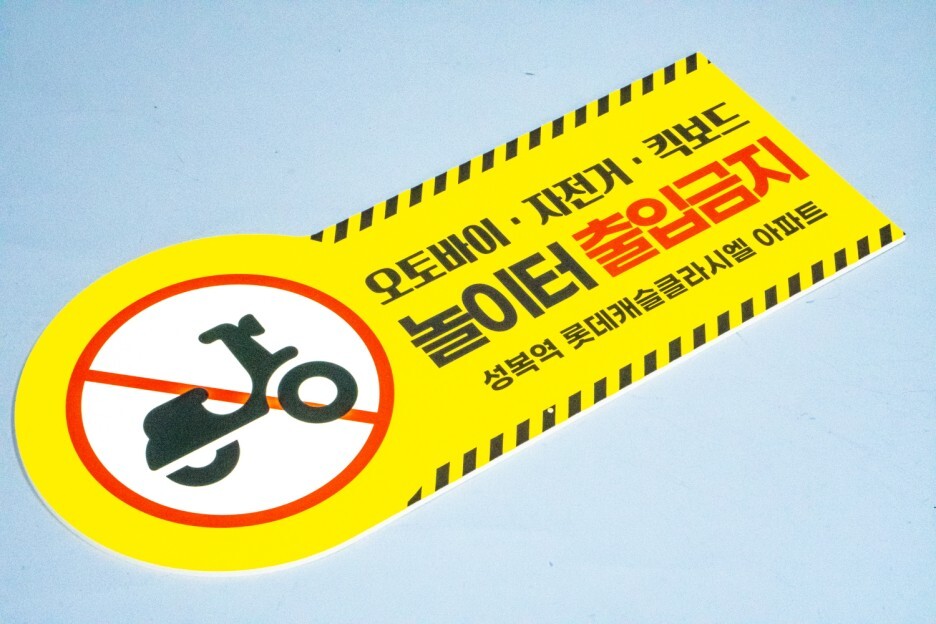 오토바이 · 자전거 · 킥보드
놀이터 출입금지
성복역 롯데캐슬클라시엘 아파트